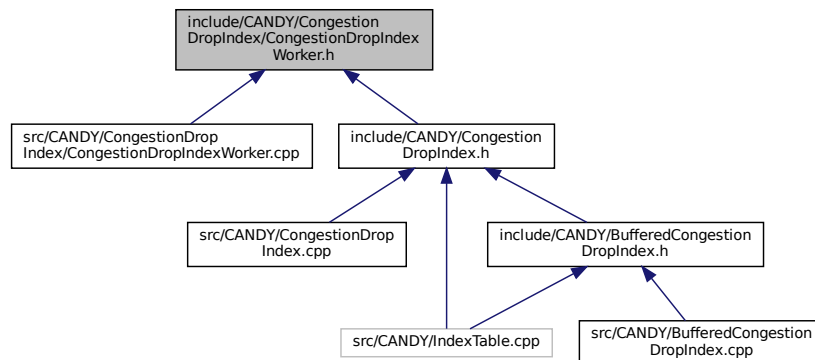 include/CANDY/Congestion
DropIndex/CongestionDropIndex
Worker.h
src/CANDY/CongestionDrop
Index/CongestionDropIndexWorker.cpp
include/CANDY/Congestion
DropIndex.h
src/CANDY/CongestionDrop
Index.cpp
include/CANDY/BufferedCongestion
DropIndex.h
src/CANDY/IndexTable.cpp
src/CANDY/BufferedCongestion
DropIndex.cpp